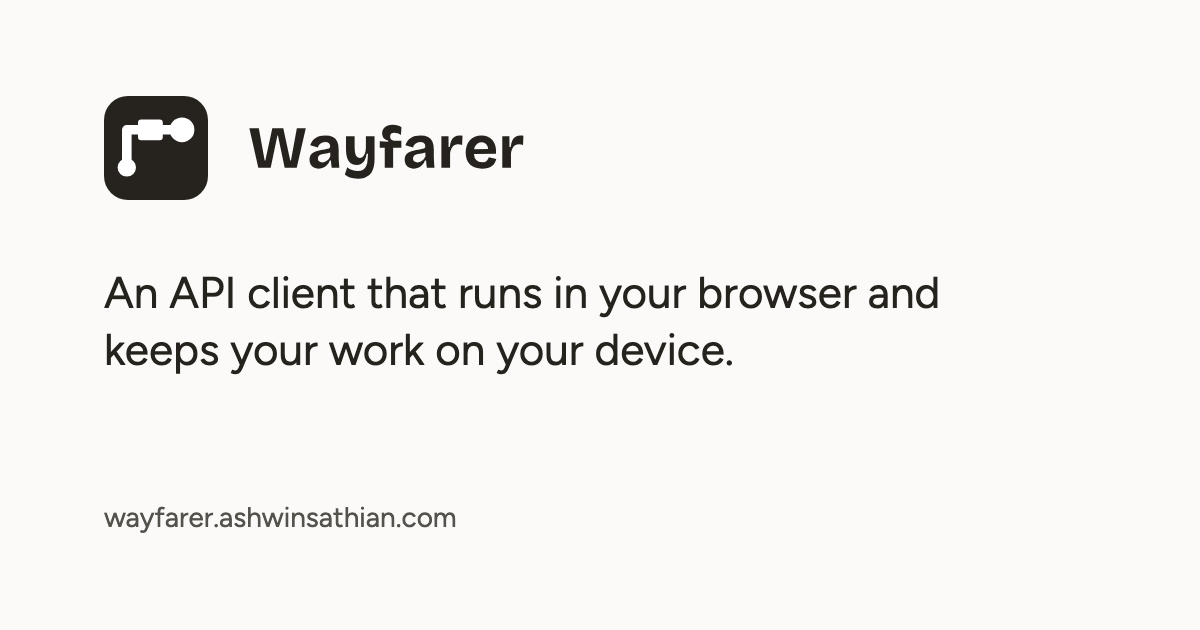 Wayfarer
An API client that runs in your browser and
keeps your work on your device.
wayfarer.ashwinsathian.com